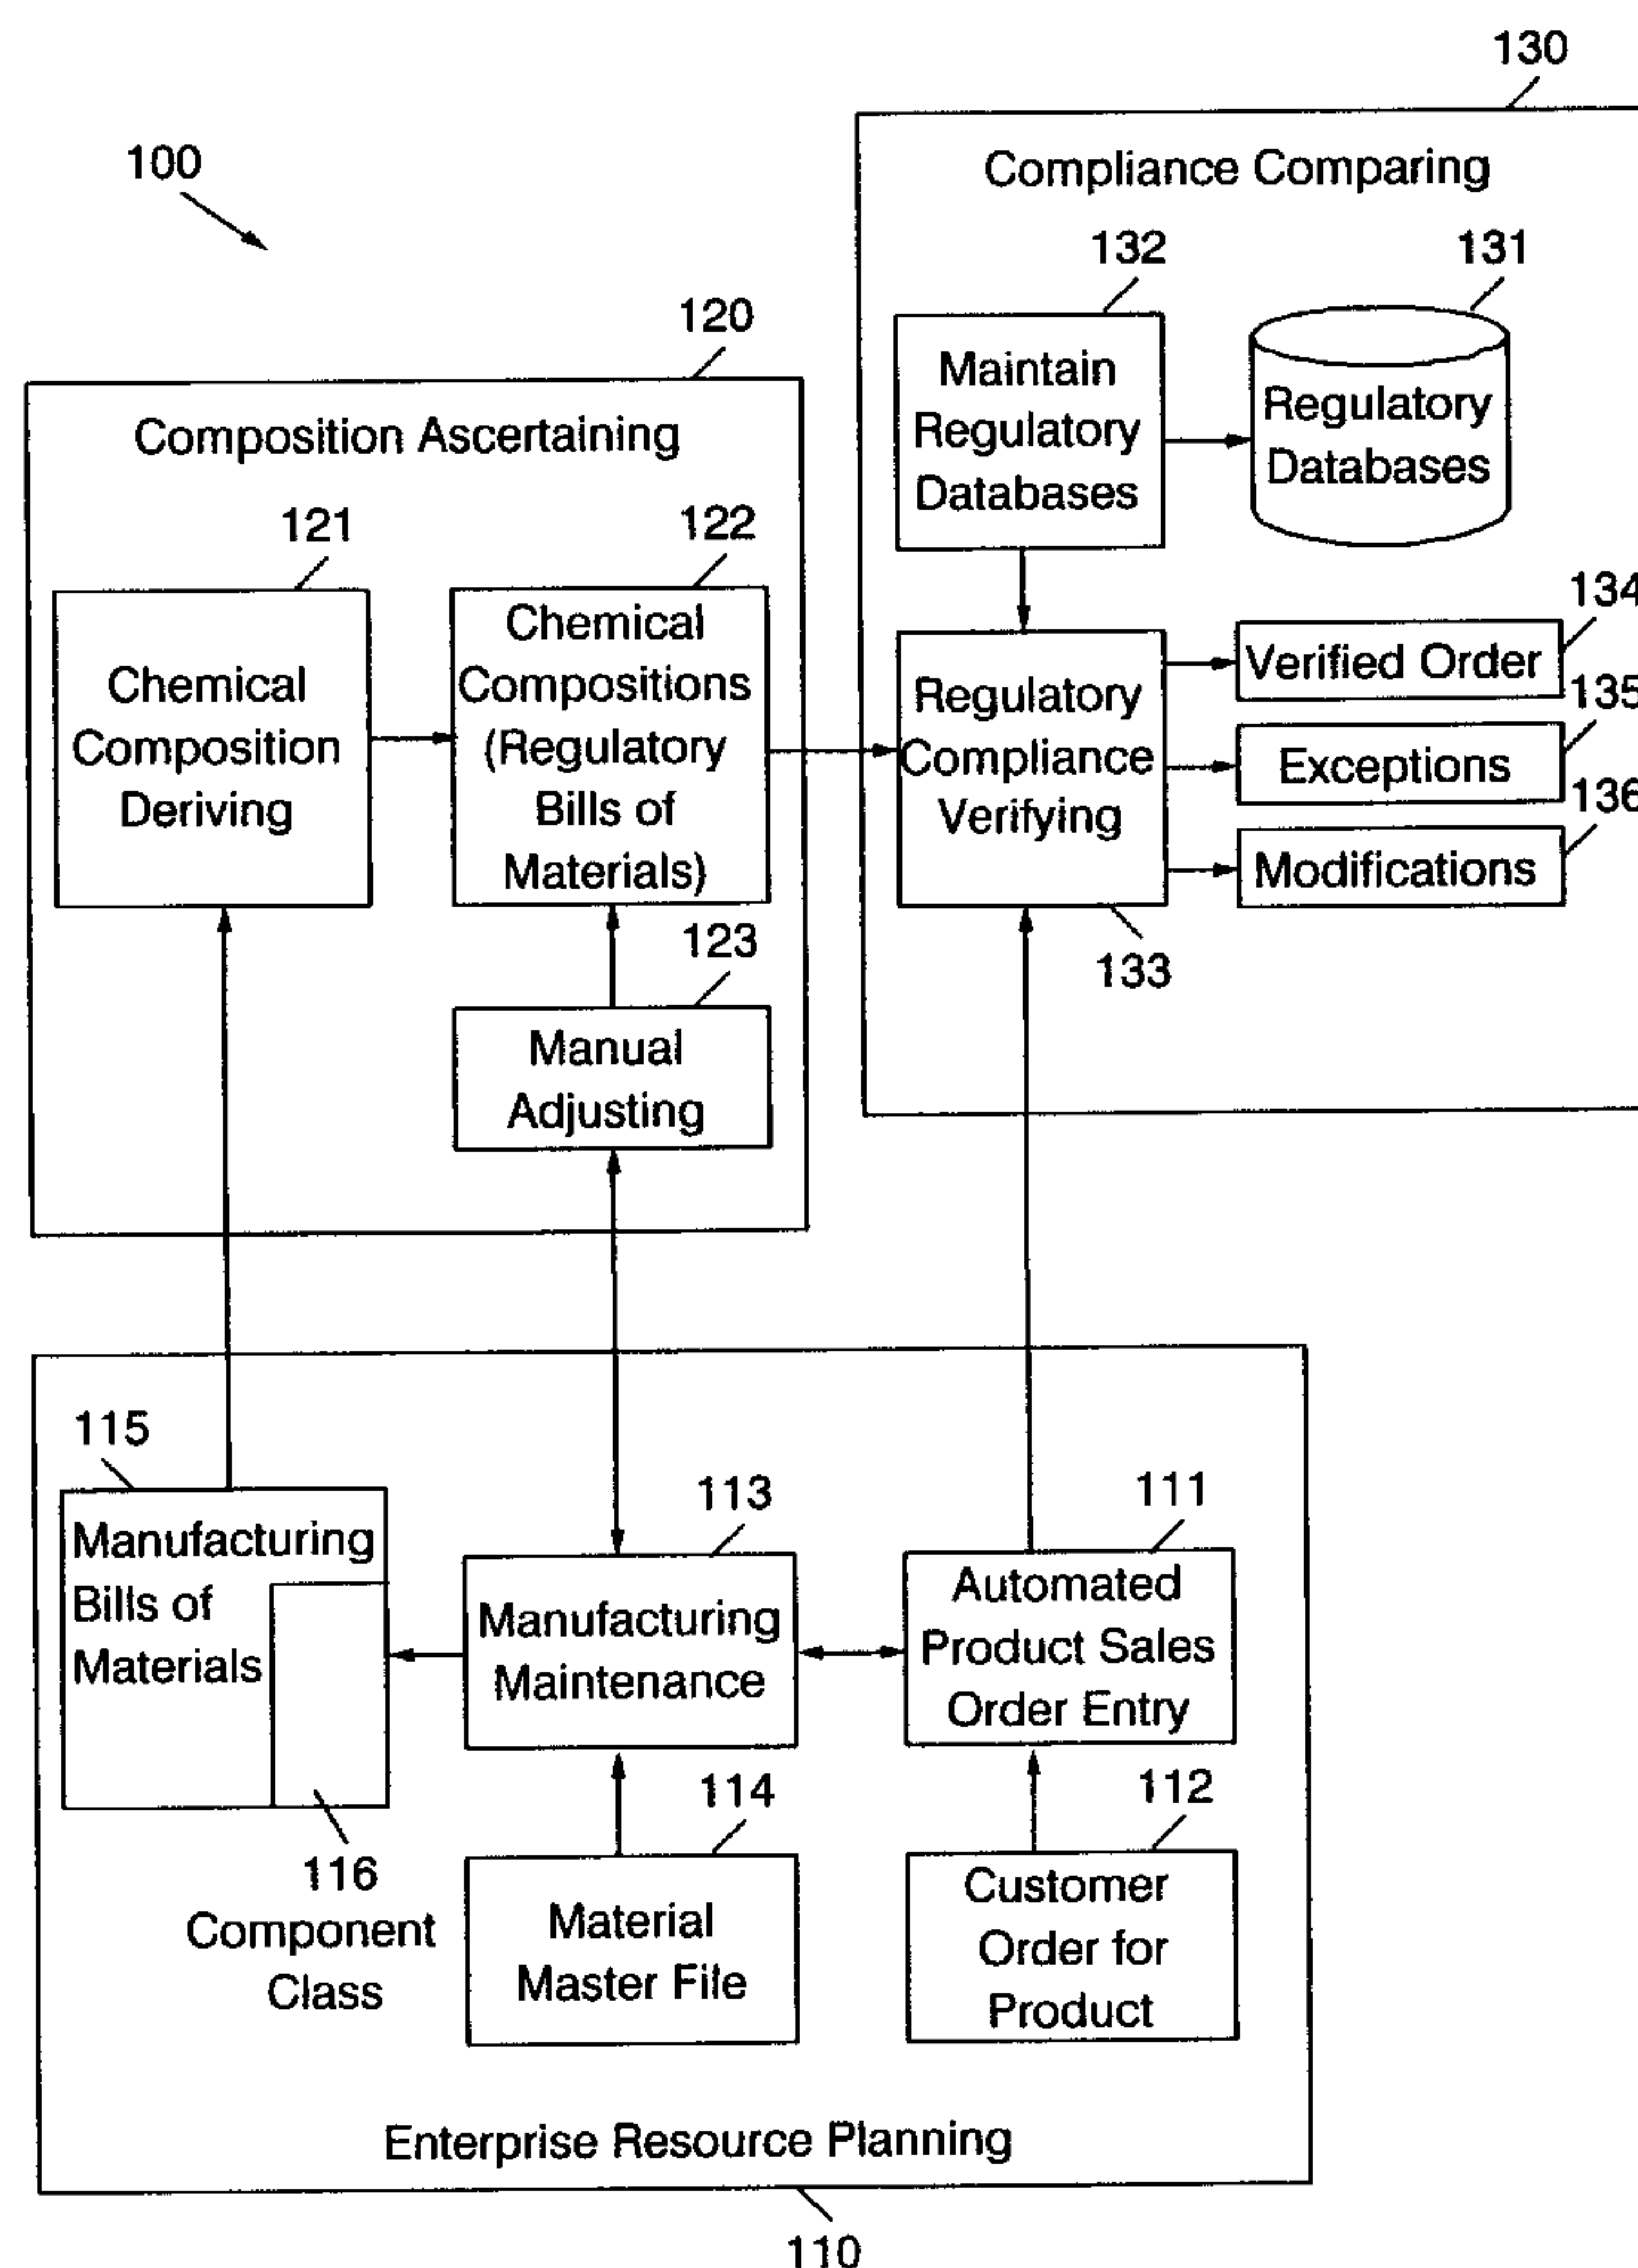 130
Compliance Comparing
100
132
131
Maintain
Regulatory
Databases
Regulatory
Databases
120
Composition Ascertaining
121
122
Chemical
Composition
Deriving
Chemical
Compositions
(Regulatory
Bills of
Materials)
123
Manual
Adjusting
Regulatory
Compliance
Verifying
133
134
Verified Order
135
Exceptions
136
Modifications
115
Manufacturing
Bills of
Materials
116
Component
Class
113
Manufacturing
Maintenance
111
Automated
Product Sales
Order Entry
114
Material
Master File
112
Customer
Order for
Product
Enterprise Resource Planning
110